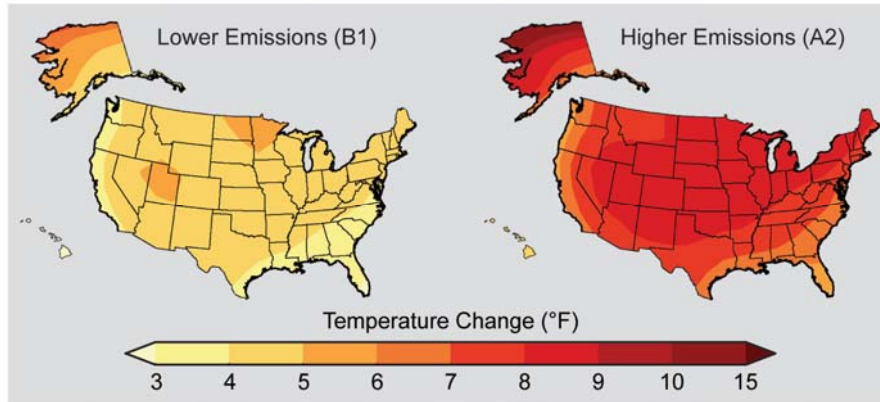 Lower Emissions (B1)
Higher Emissions (A2)
Temperature Change (°F)
3 4 5 6 7 8 9 10 15